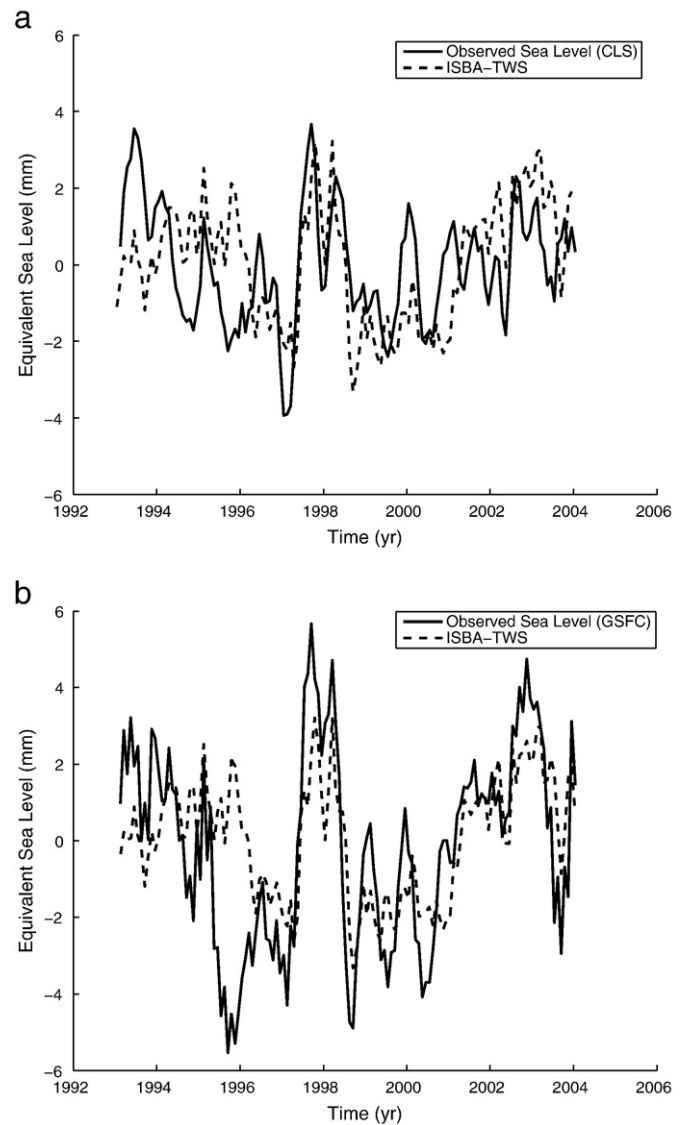 a
6
4
2
0
−2
−4
−6
Equivalent Sea Level (mm)
Observed Sea Level (CLS)
ISBA−TWS
1992 1994 1996 1998 2000 2002 2004 2006
Time (yr)
b
6
4
2
0
−2
−4
−6
Equivalent Sea Level (mm)
Observed Sea Level (GSFC)
ISBA−TWS
1992 1994 1996 1998 2000 2002 2004 2006
Time (yr)